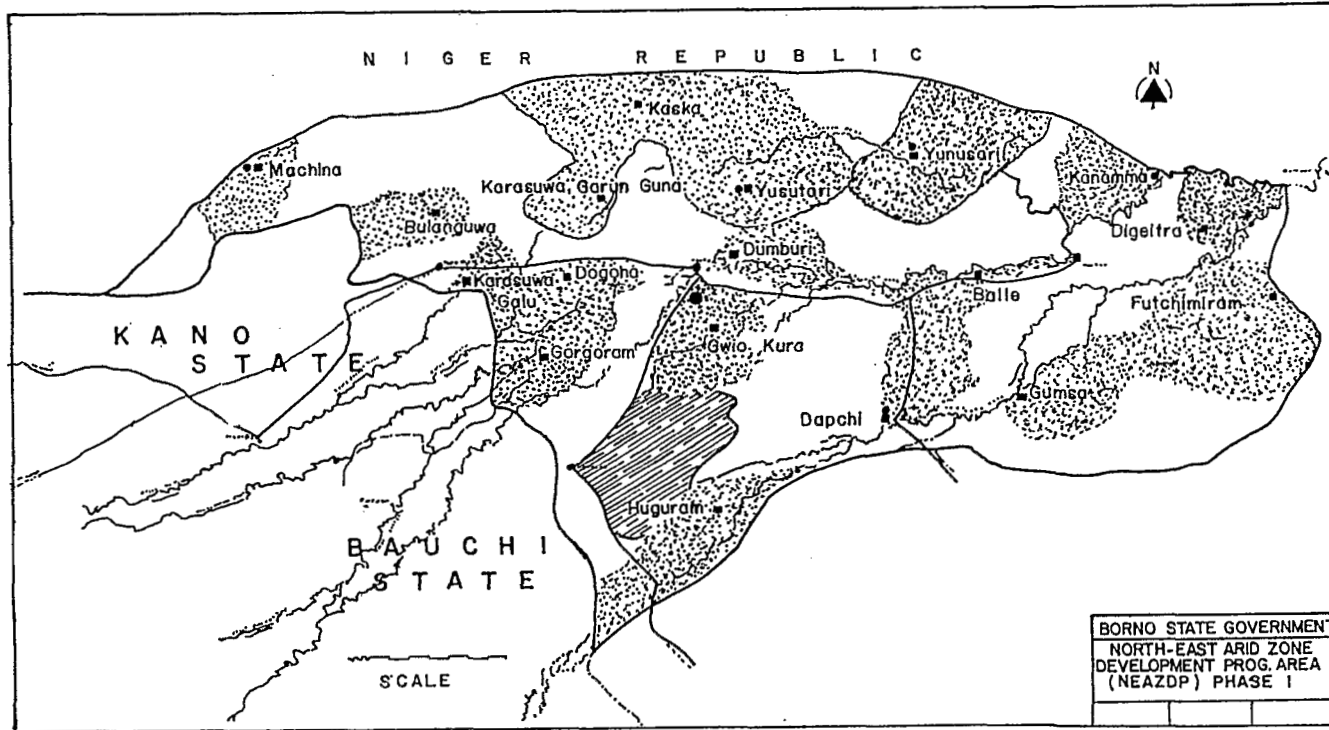 N I G E R   R E P U B L I C
N
Kaska
Machina
Yunusari
Kanamma
Karasuwa Garun Guna
Yusutari
Bulanguwa
Digeltra
Dumburi
Karasuwa
Galu
Dogoha
Balle
Futchimiram
KANO
STATE
Gwio Kura
Gorgoram
Gumsa
Dapchi
Huguram
BAUCHI
STATE
SCALE
BORNO STATE GOVERNMENT
NORTH-EAST ARID ZONE
DEVELOPMENT PROG. AREA
(NEAZDP) PHASE I